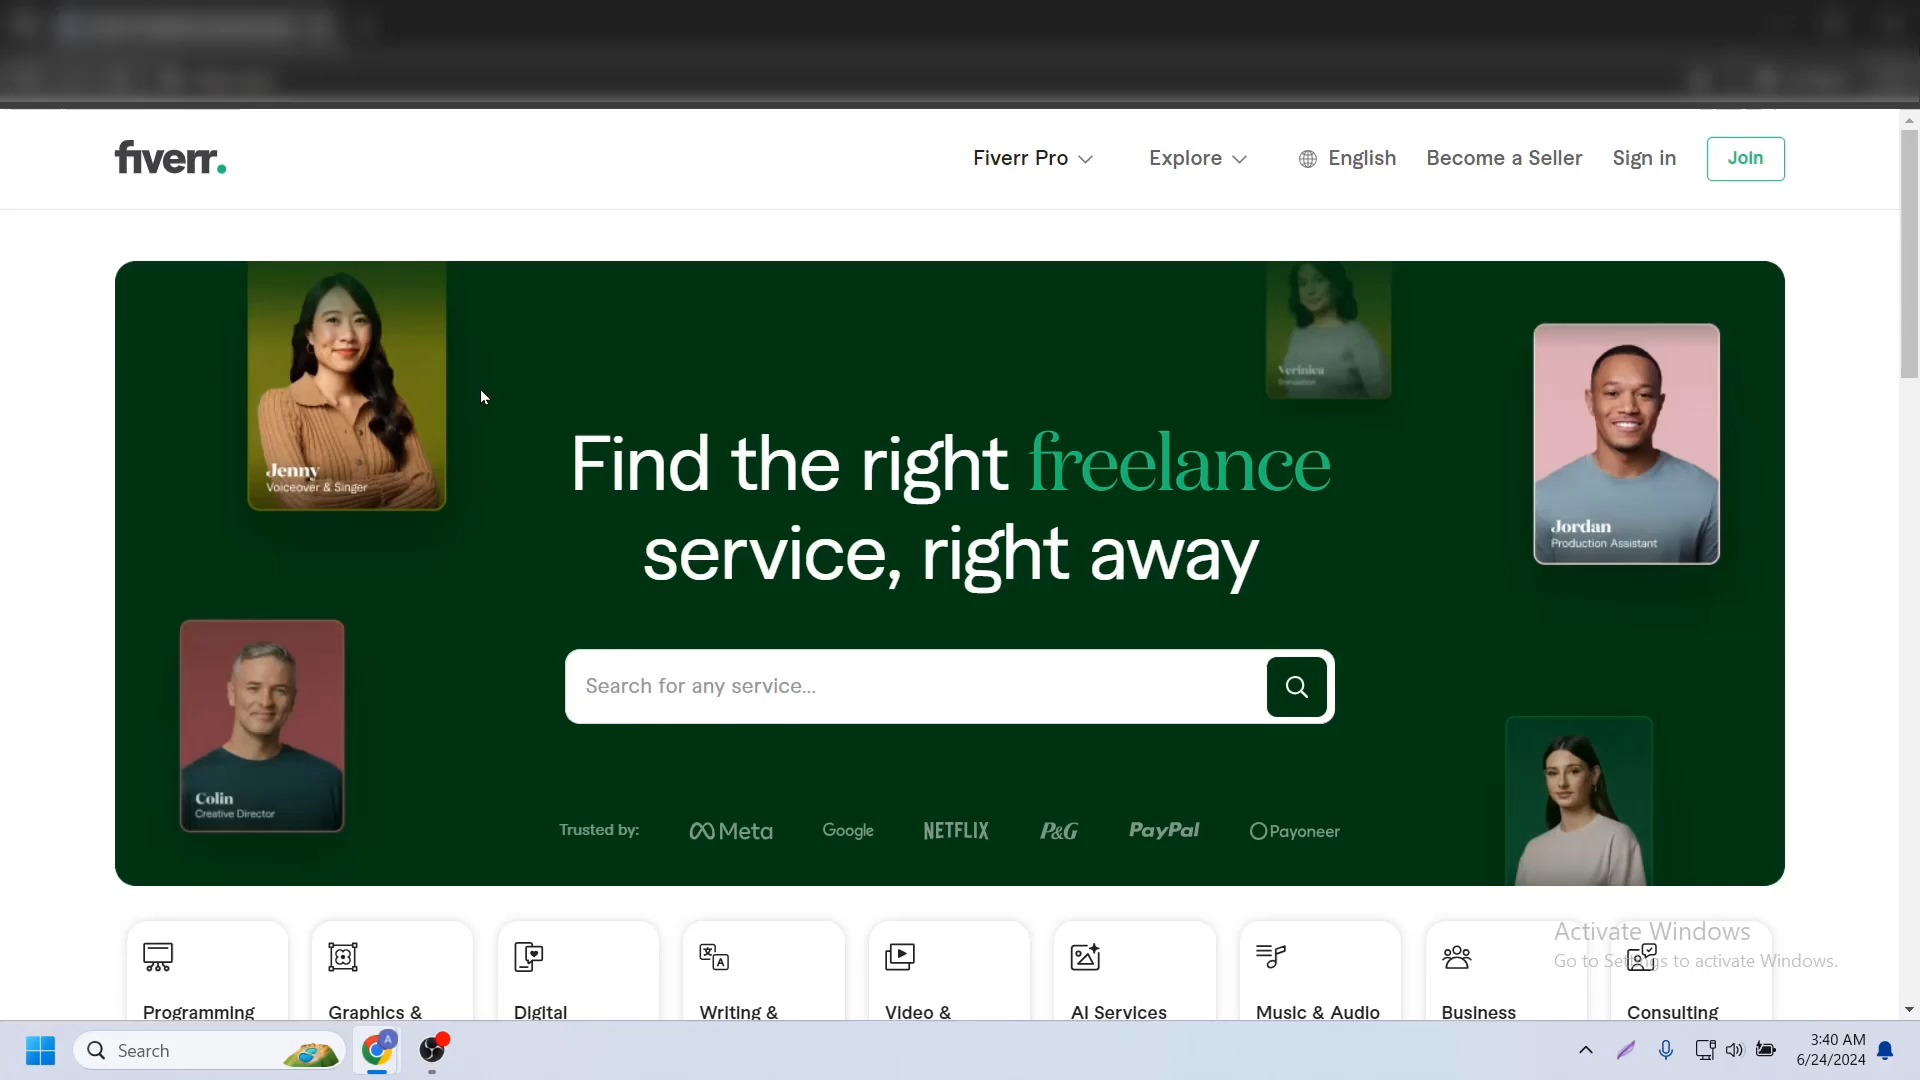 fiverr.
Fiverr Pro
Explore
English
Become a Seller
Sign in
Join
Jenny
Voiceover & Singer
Verinica
Translation
Jordan
Production Assistant
Find the right freelance
service, right away
Search for any service...
Colin
Creative Director
Trusted by:
Meta
Google
NETFLIX
P&G
PayPal
Payoneer
Programming
Graphics &
Digital
Writing &
Video &
AI Services
Music & Audio
Business
Consulting
Activate Windows
Go to Settings to activate Windows.
Search
A
3:40 AM
6/24/2024